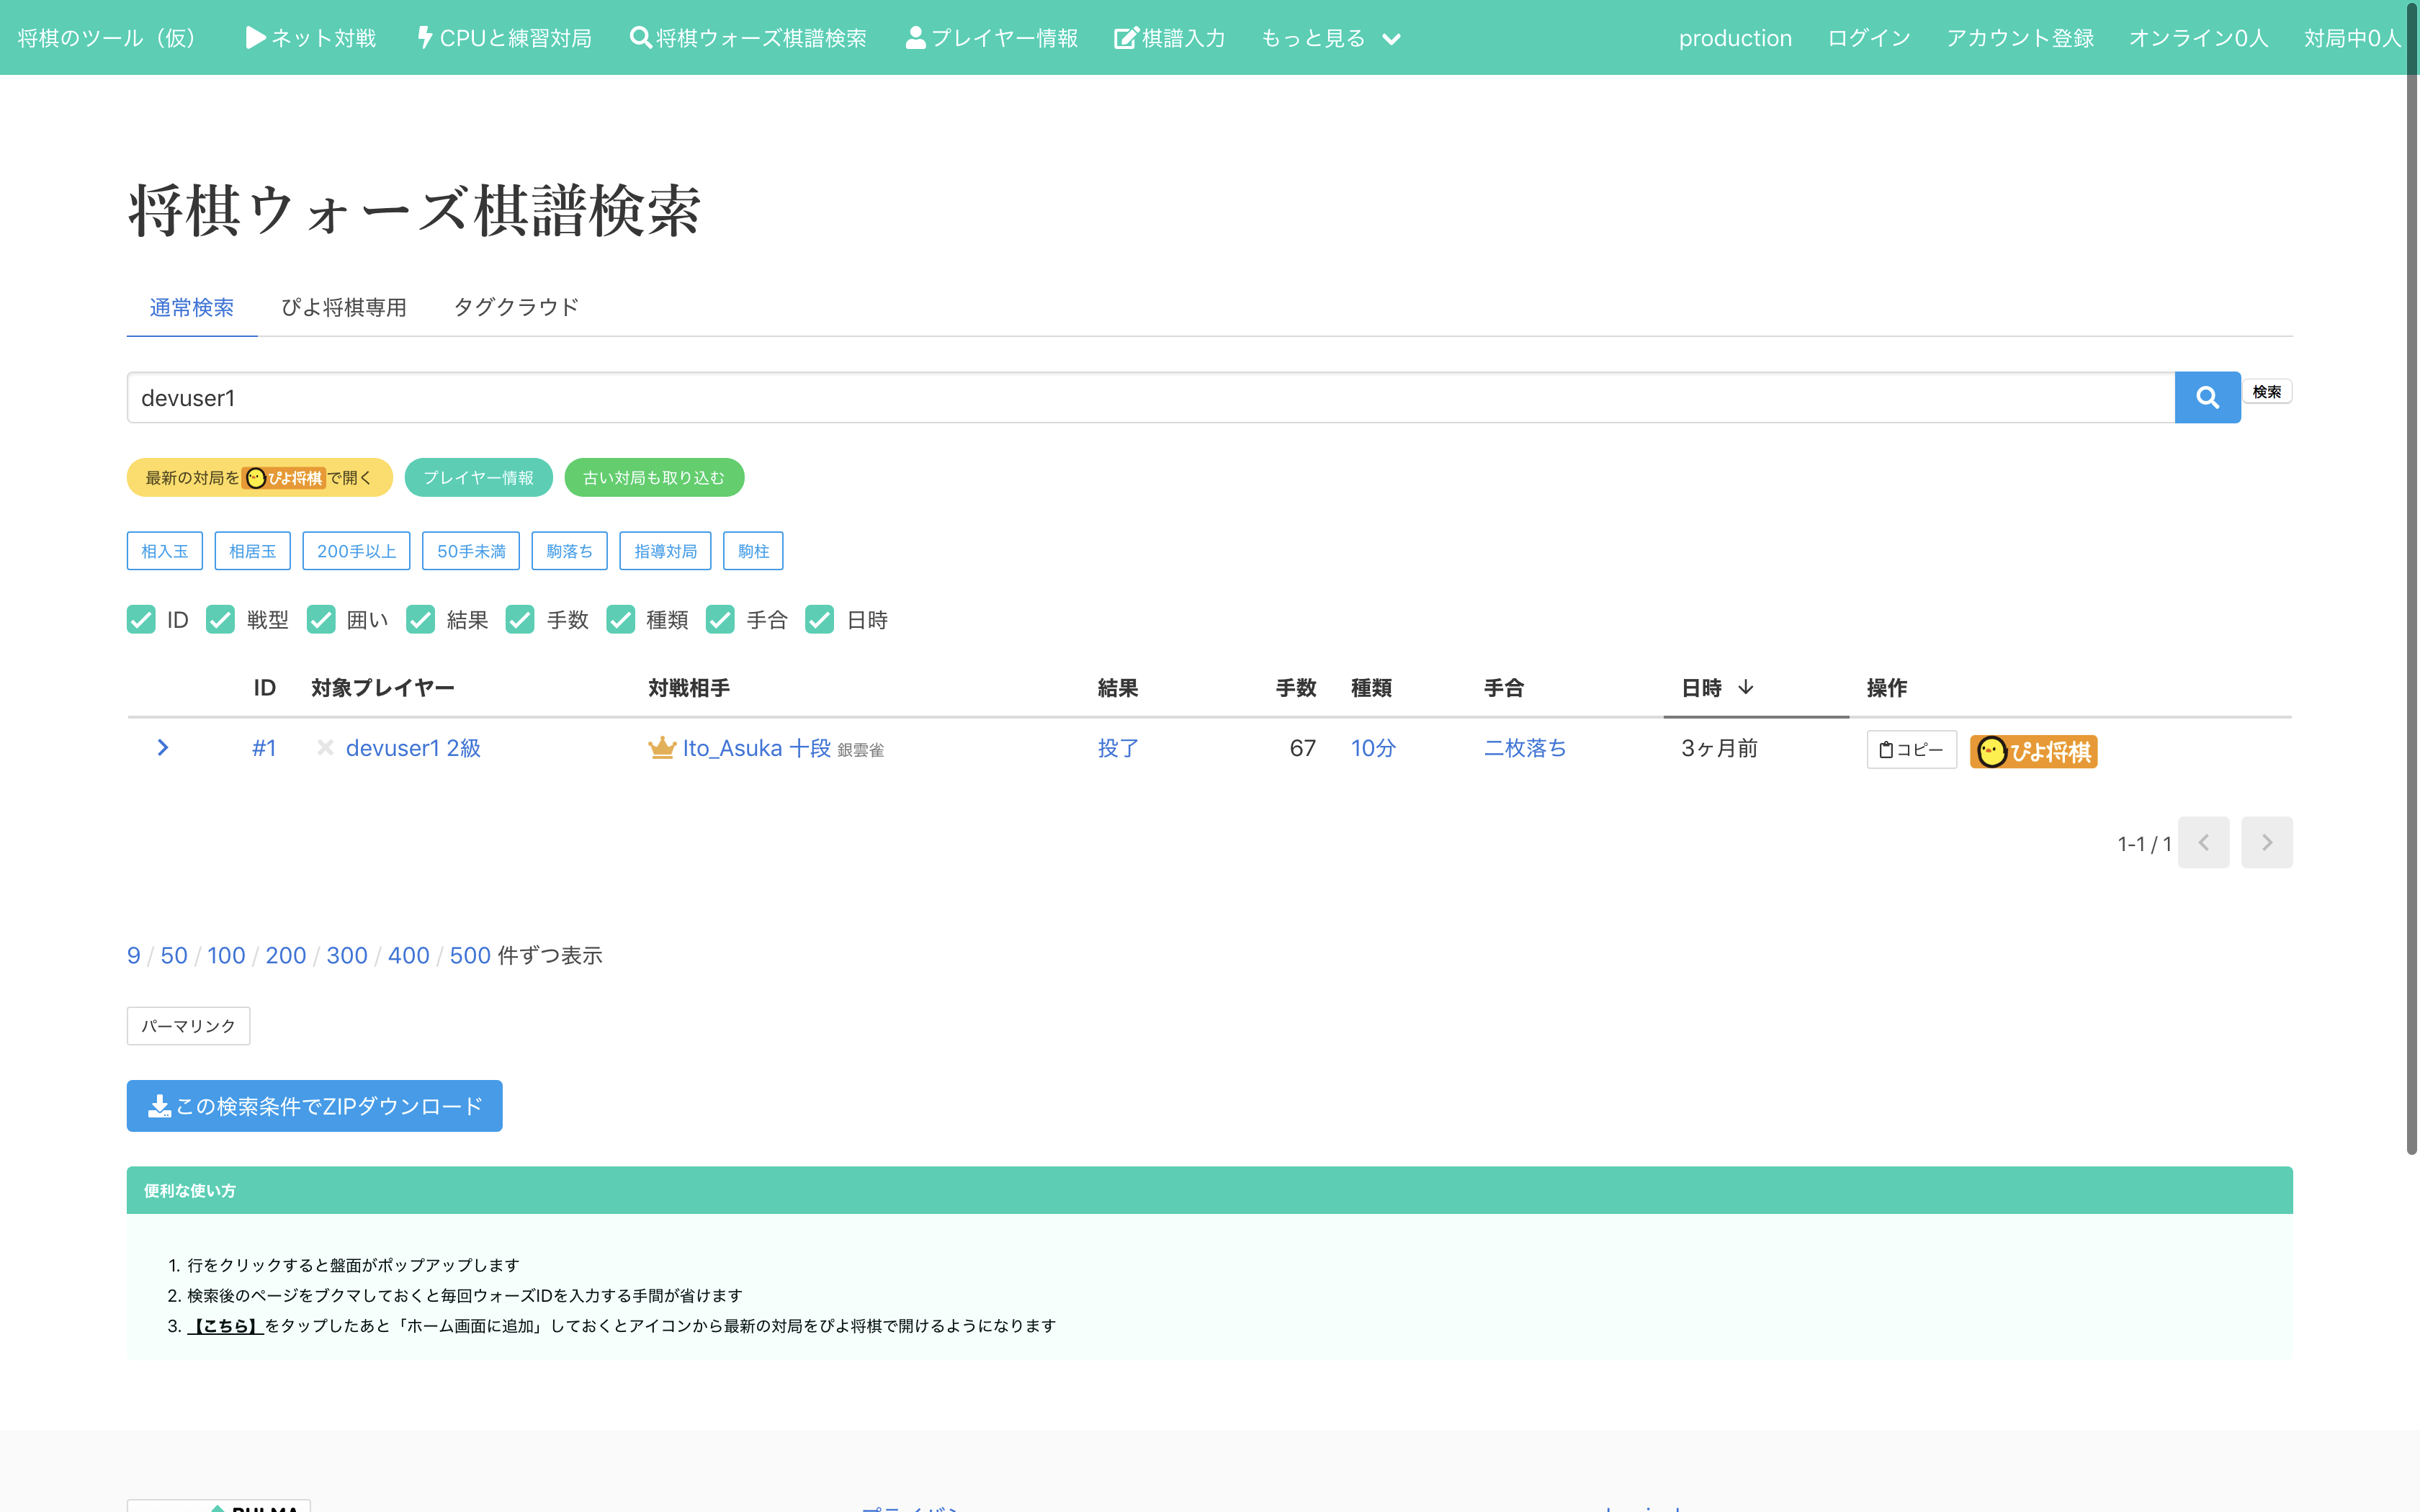 将棋のツール（仮） ネット対戦 CPUと練習対局 将棋ウォーズ棋譜検索 プレイヤー情報 棋譜入力 もっと見る production ログイン アカウント登録 オンライン0人 対局中0人
将棋ウォーズ棋譜検索
通常検索 ぴよ将棋専用 タグクラウド
devuser1 検索
最新の対局をぴよ将棋で開く プレイヤー情報 古い対局も取り込む
相入玉 相居玉 200手以上 50手未満 駒落ち 指導対局 駒柱
ID 戦型 囲い 結果 手数 種類 手合 日時
ID 対象プレイヤー 対戦相手 結果 手数 種類 手合 日時 操作
#1 devuser1 2級 Ito_Asuka 十段 銀雲雀 投了 67 10分 二枚落ち 3ヶ月前 コピー ぴよ将棋
1-1 / 1
9 / 50 / 100 / 200 / 300 / 400 / 500 件ずつ表示
パーマリンク
この検索条件でZIPダウンロード
便利な使い方
1. 行をクリックすると盤面がポップアップします
2. 検索後のページをブクマしておくと毎回ウォーズIDを入力する手間が省けます
3. 【こちら】をタップしたあと「ホーム画面に追加」しておくとアイコンから最新の対局をぴよ将棋で開けるようになります
BULMA